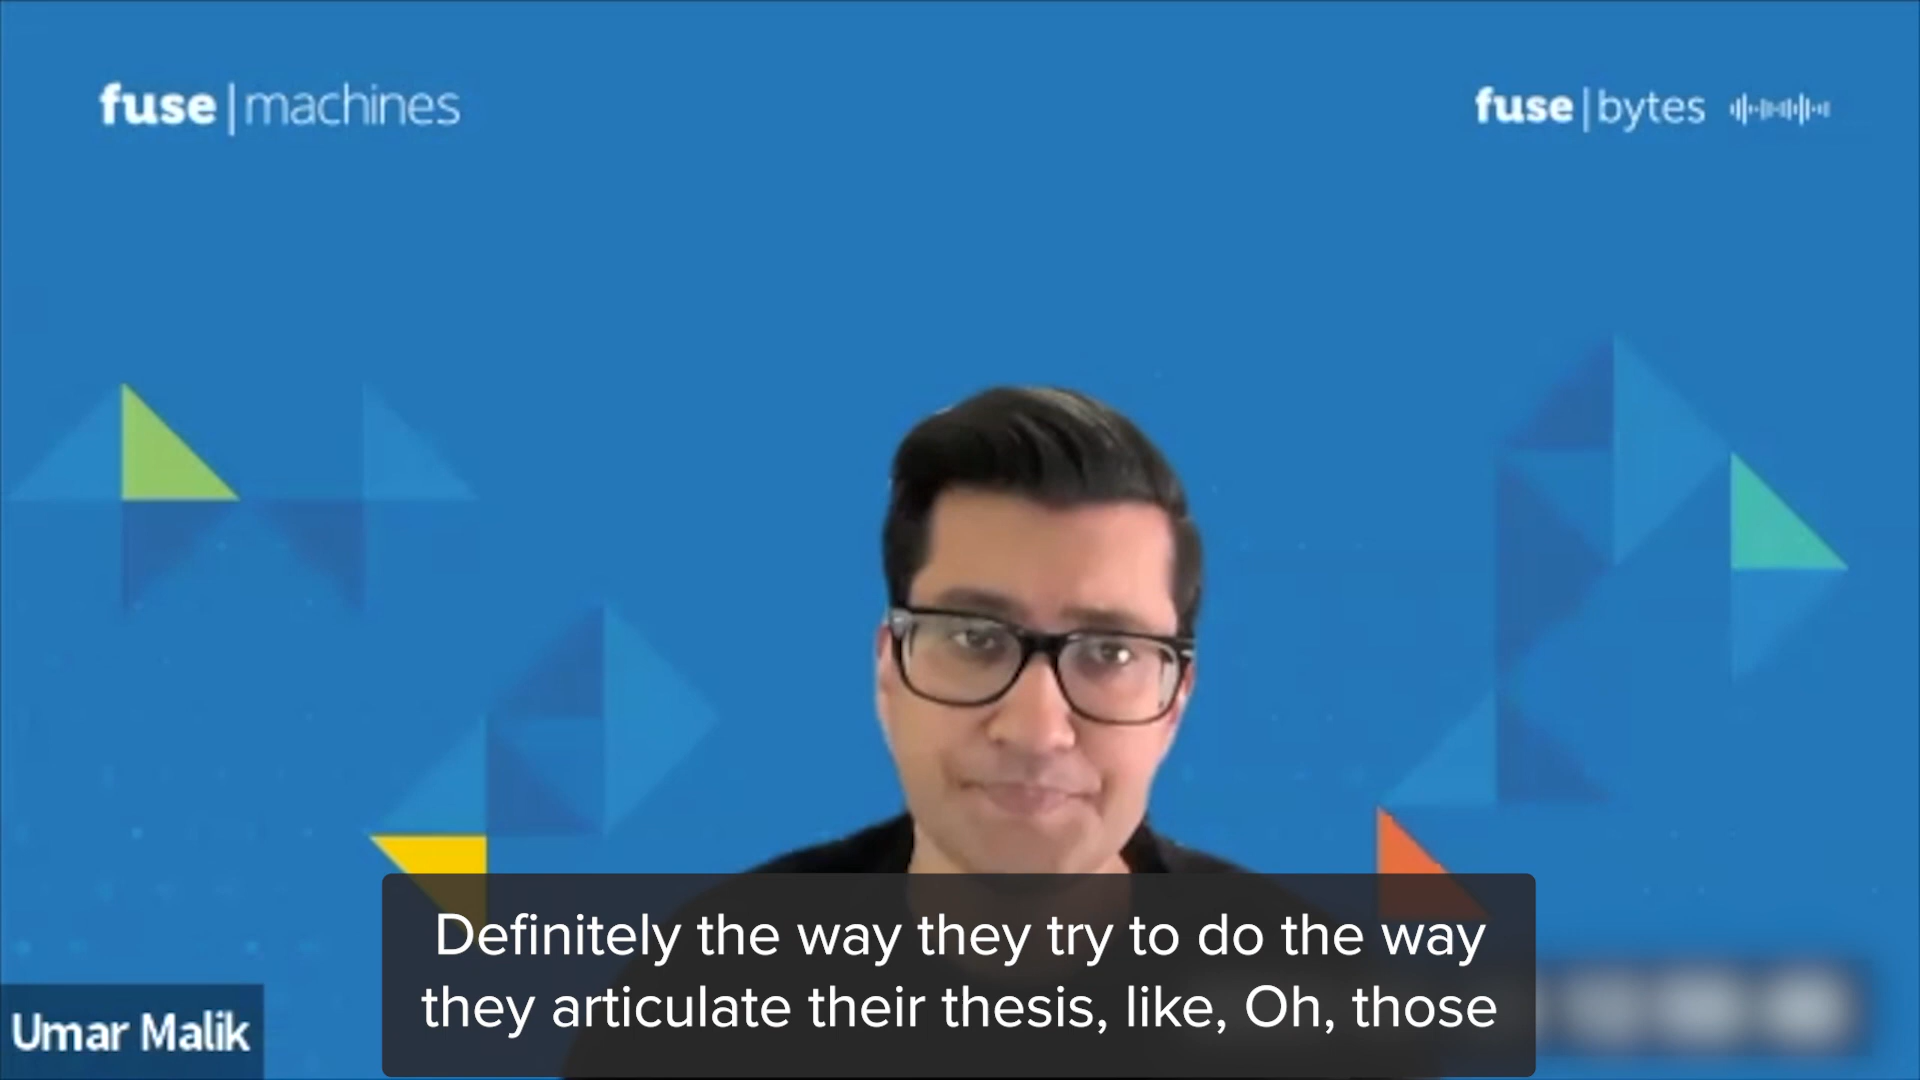 fuse|machines
fuse|bytes
Definitely the way they try to do the way
they articulate their thesis, like, Oh, those
Umar Malik